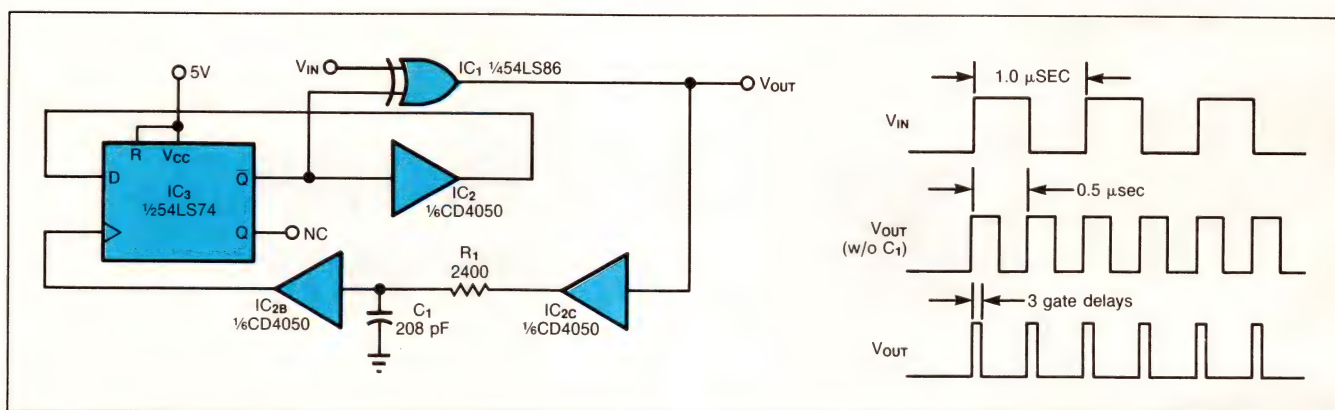 5V
VIN
IC1 ¼54LS86
VOUT
R
VCC
D
Q̅
IC3
½54LS74
Q
NC
IC2
⅙CD4050
R1
2400
IC2B
⅙CD4050
C1
208 pF
IC2C
⅙CD4050
1.0 µSEC
VIN
0.5 µsec
VOUT
(w/o C1)
3 gate delays
VOUT